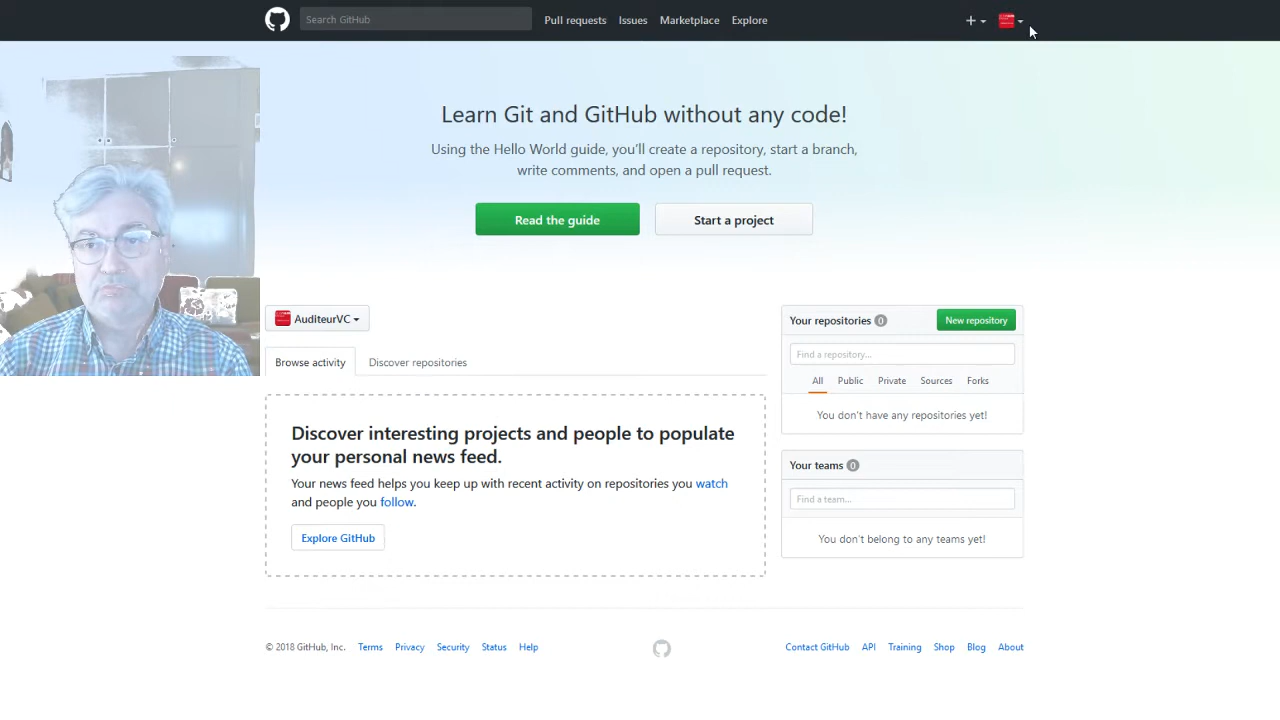 Search GitHub
Pull requests Issues Marketplace Explore
Learn Git and GitHub without any code!
Using the Hello World guide, you'll create a repository, start a branch,
write comments, and open a pull request.
Read the guide
Start a project
AuditeurVC
Browse activity
Discover repositories
Discover interesting projects and people to populate
your personal news feed.
Your news feed helps you keep up with recent activity on repositories you watch
and people you follow.
Explore GitHub
Your repositories 0
New repository
Find a repository...
All Public Private Sources Forks
You don't have any repositories yet!
Your teams 0
Find a team...
You don't belong to any teams yet!
© 2018 GitHub, Inc. Terms Privacy Security Status Help
Contact GitHub API Training Shop Blog About